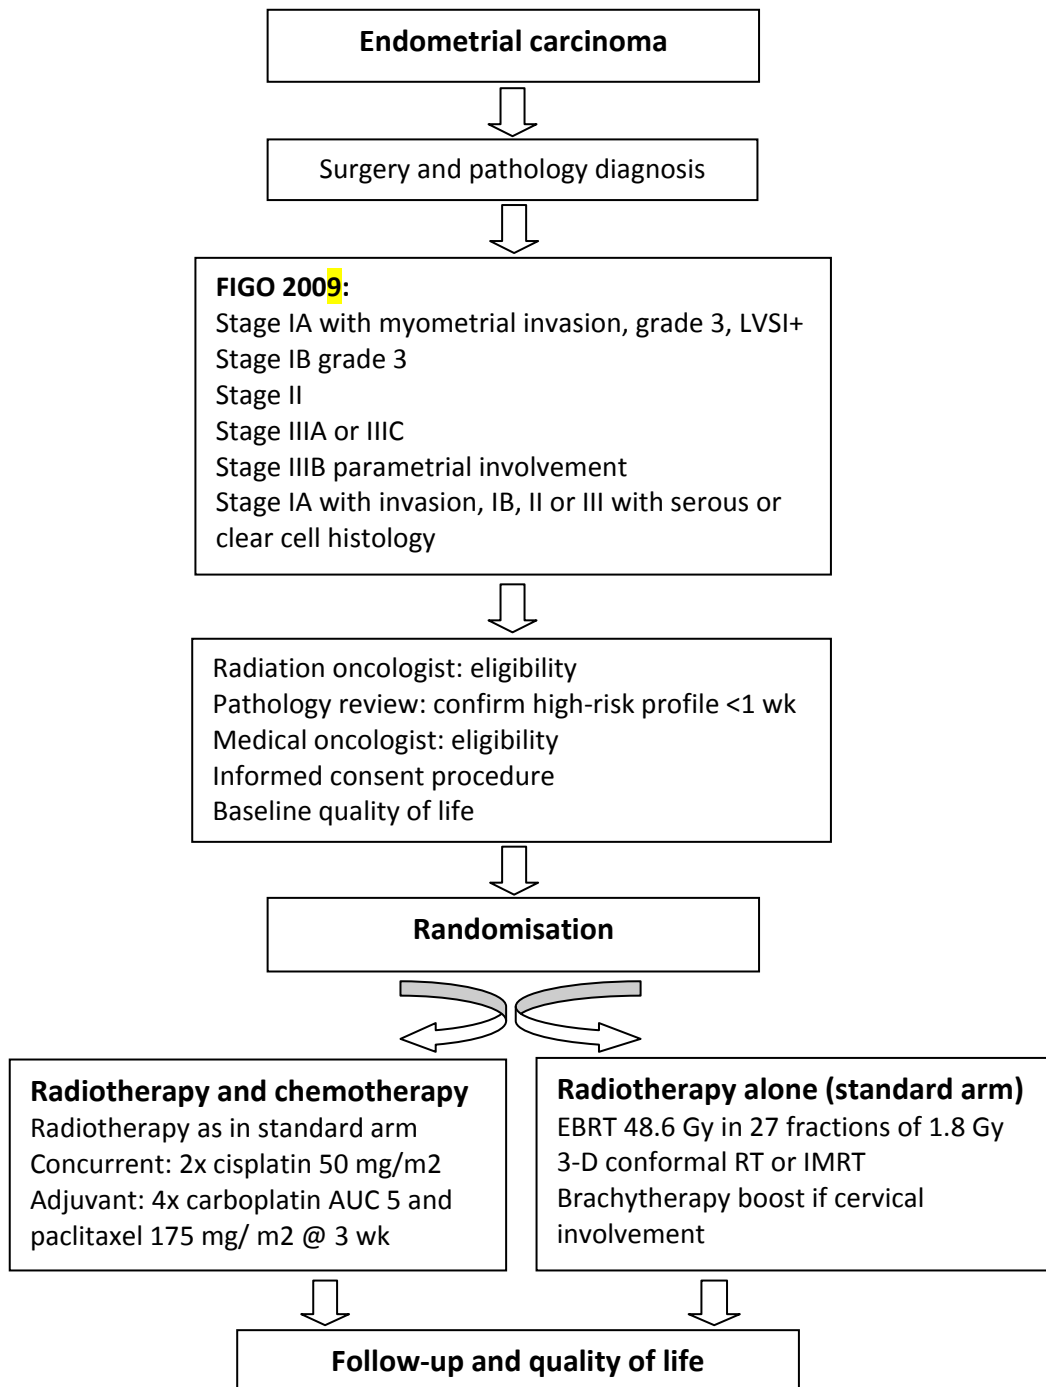 Endometrial carcinoma
Surgery and pathology diagnosis
FIGO 2009:
Stage IA with myometrial invasion, grade 3, LVSI+
Stage IB grade 3
Stage II
Stage IIIA or IIIC
Stage IIIB parametrial involvement
Stage IA with invasion, IB, II or III with serous or
clear cell histology
Radiation oncologist: eligibility
Pathology review: confirm high-risk profile <1 wk
Medical oncologist: eligibility
Informed consent procedure
Baseline quality of life
Randomisation
Radiotherapy and chemotherapy
Radiotherapy as in standard arm
Concurrent: 2x cisplatin 50 mg/m2
Adjuvant: 4x carboplatin AUC 5 and
paclitaxel 175 mg/ m2 @ 3 wk
Radiotherapy alone (standard arm)
EBRT 48.6 Gy in 27 fractions of 1.8 Gy
3-D conformal RT or IMRT
Brachytherapy boost if cervical
involvement
Follow-up and quality of life